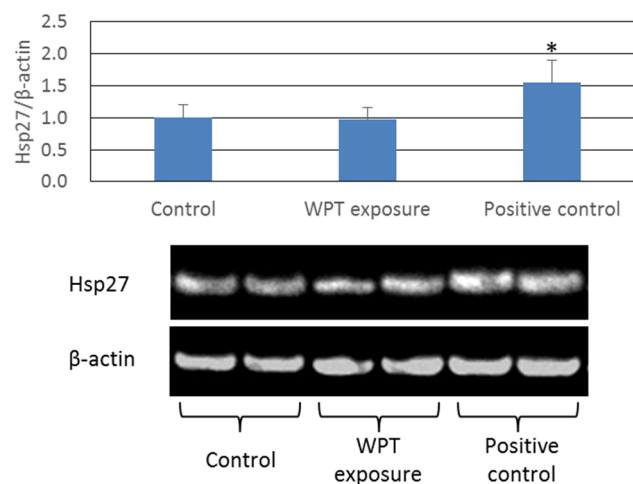 2.5
2.0
1.5
1.0
0.5
0.0
Hsp27/β-actin
*
Control WPT exposure Positive control
Hsp27
β-actin
Control
WPT
exposure
Positive
control